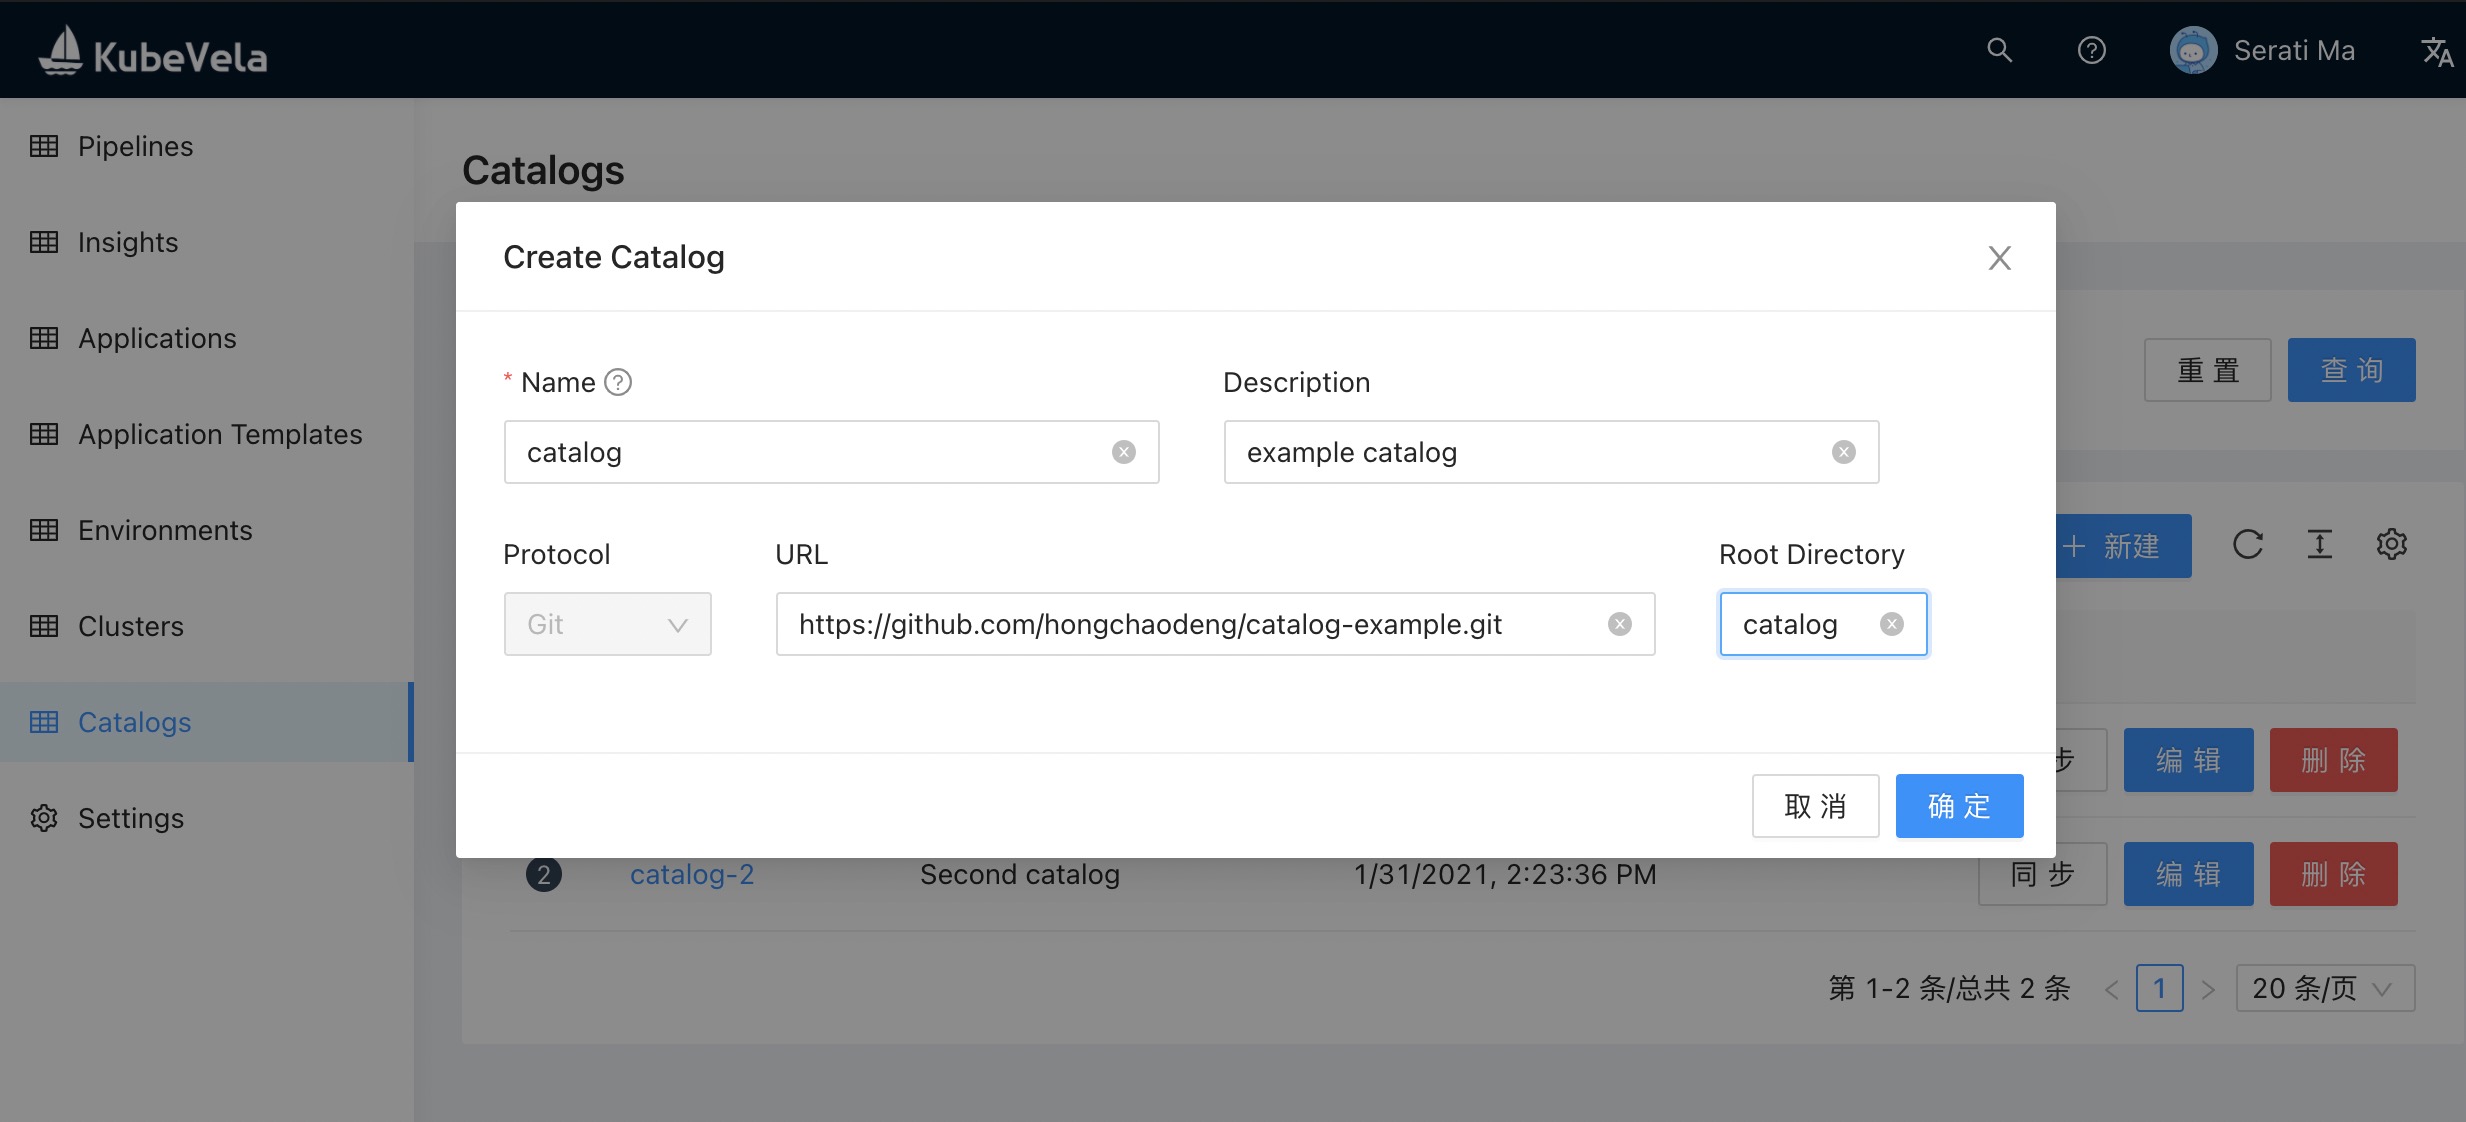 KubeVela
Serati Ma
Pipelines
Insights
Applications
Application Templates
Environments
Clusters
Catalogs
Settings
Catalogs
重 置
查 询
新建
Create Catalog
* Name
catalog
Description
example catalog
Protocol
Git
URL
https://github.com/hongchaodeng/catalog-example.git
Root Directory
catalog
取 消
确 定
步
编 辑
删 除
2
catalog-2
Second catalog
1/31/2021, 2:23:36 PM
同 步
编 辑
删 除
第 1-2 条/总共 2 条
1
20 条/页